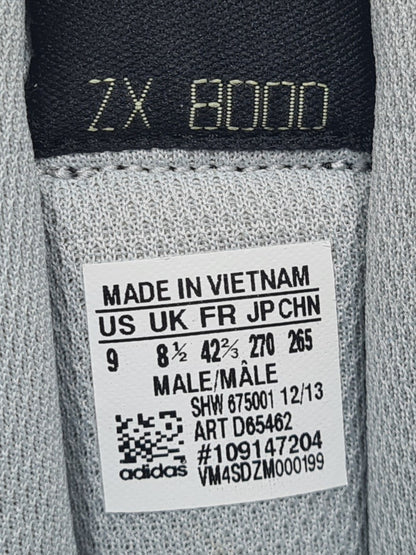 ZX 8000
MADE IN VIETNAM
US UK FR JP CHN
9 8½ 42⅔ 270 265
MALE/MÂLE
SHW 675001 12/13
ART D65462
#109147204
VM4SDZM000199
adidas